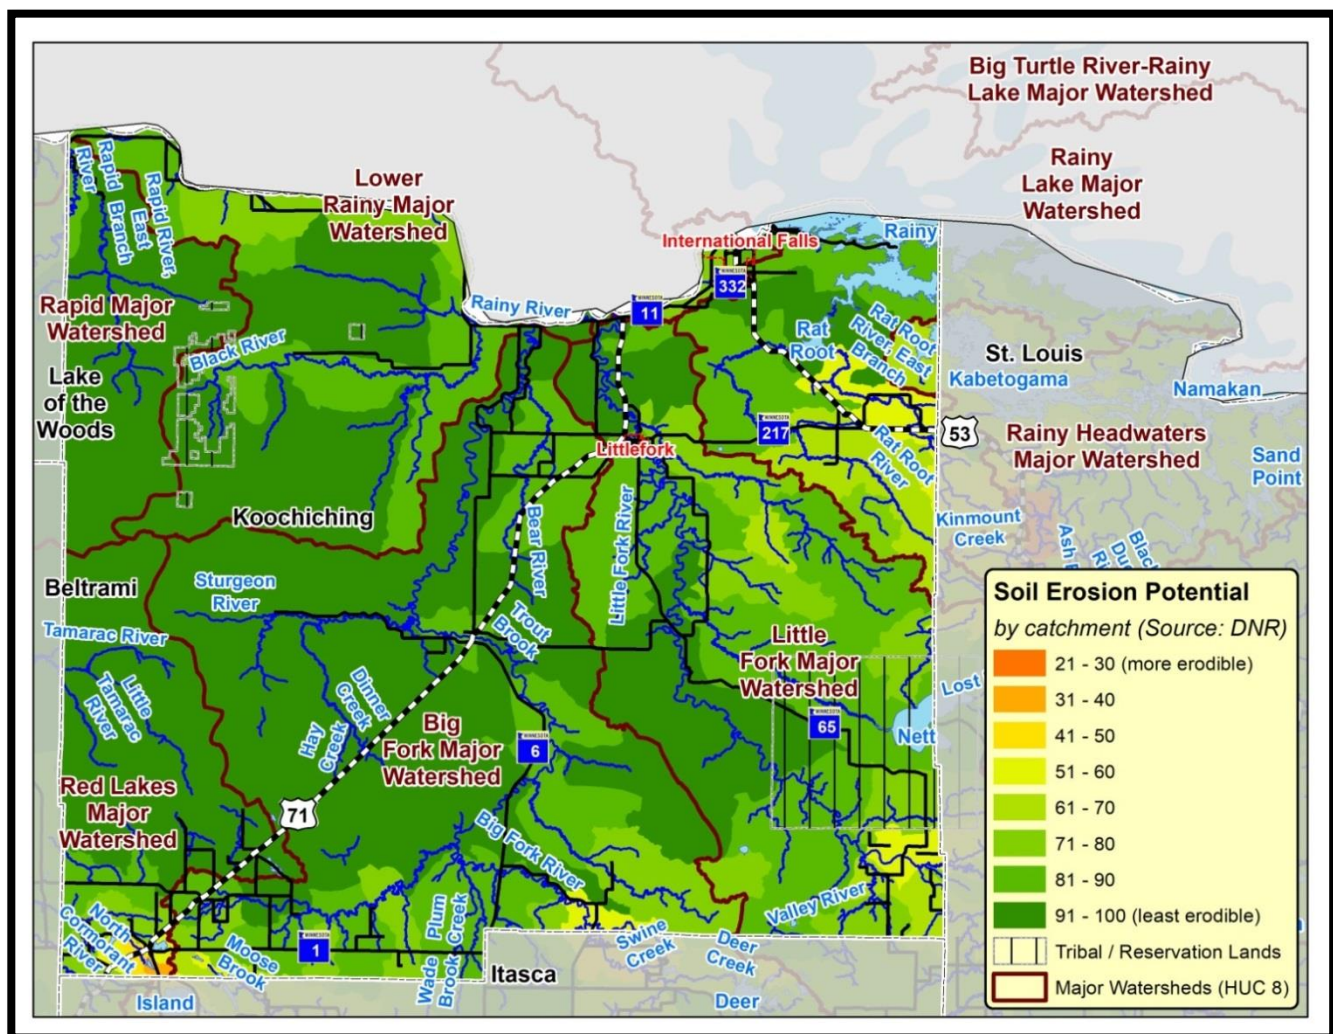 Big Turtle River-Rainy
Lake Major Watershed
Rainy
Lake Major
Watershed
Lower
Rainy Major
Watershed
Rapid
River
Branch
East
Rapid River,
International Falls
Rainy
332
Rainy River
11
Rapid Major
Watershed
Black River
Rat
Root
Rat Root
River, East
Branch
St. Louis
Kabetogama
Namakan
Lake
of the
Woods
217
53
Rainy Headwaters
Major Watershed
Sand
Point
Littlefork
Rat Root
River
Koochiching
Bear River
Little Fork River
Kinmount
Creek
Beltrami
Sturgeon
River
Trout
Brook
Tamarac River
Little
Tamarac
River
Dinner
Creek
Hay
Creek
Little
Fork Major
Watershed
Lost
65
Nett
Big
Fork Major
Watershed
6
Red Lakes
Major
Watershed
71
Big Fork River
Valley River
North
Cormorant
River
Moose
Brook
1
Wade
Brook
Plum
Creek
Swine
Creek
Deer
Creek
Itasca
Island
Deer
Soil Erosion Potential
by catchment (Source: DNR)
21 - 30 (more erodible)
31 - 40
41 - 50
51 - 60
61 - 70
71 - 80
81 - 90
91 - 100 (least erodible)
Tribal / Reservation Lands
Major Watersheds (HUC 8)